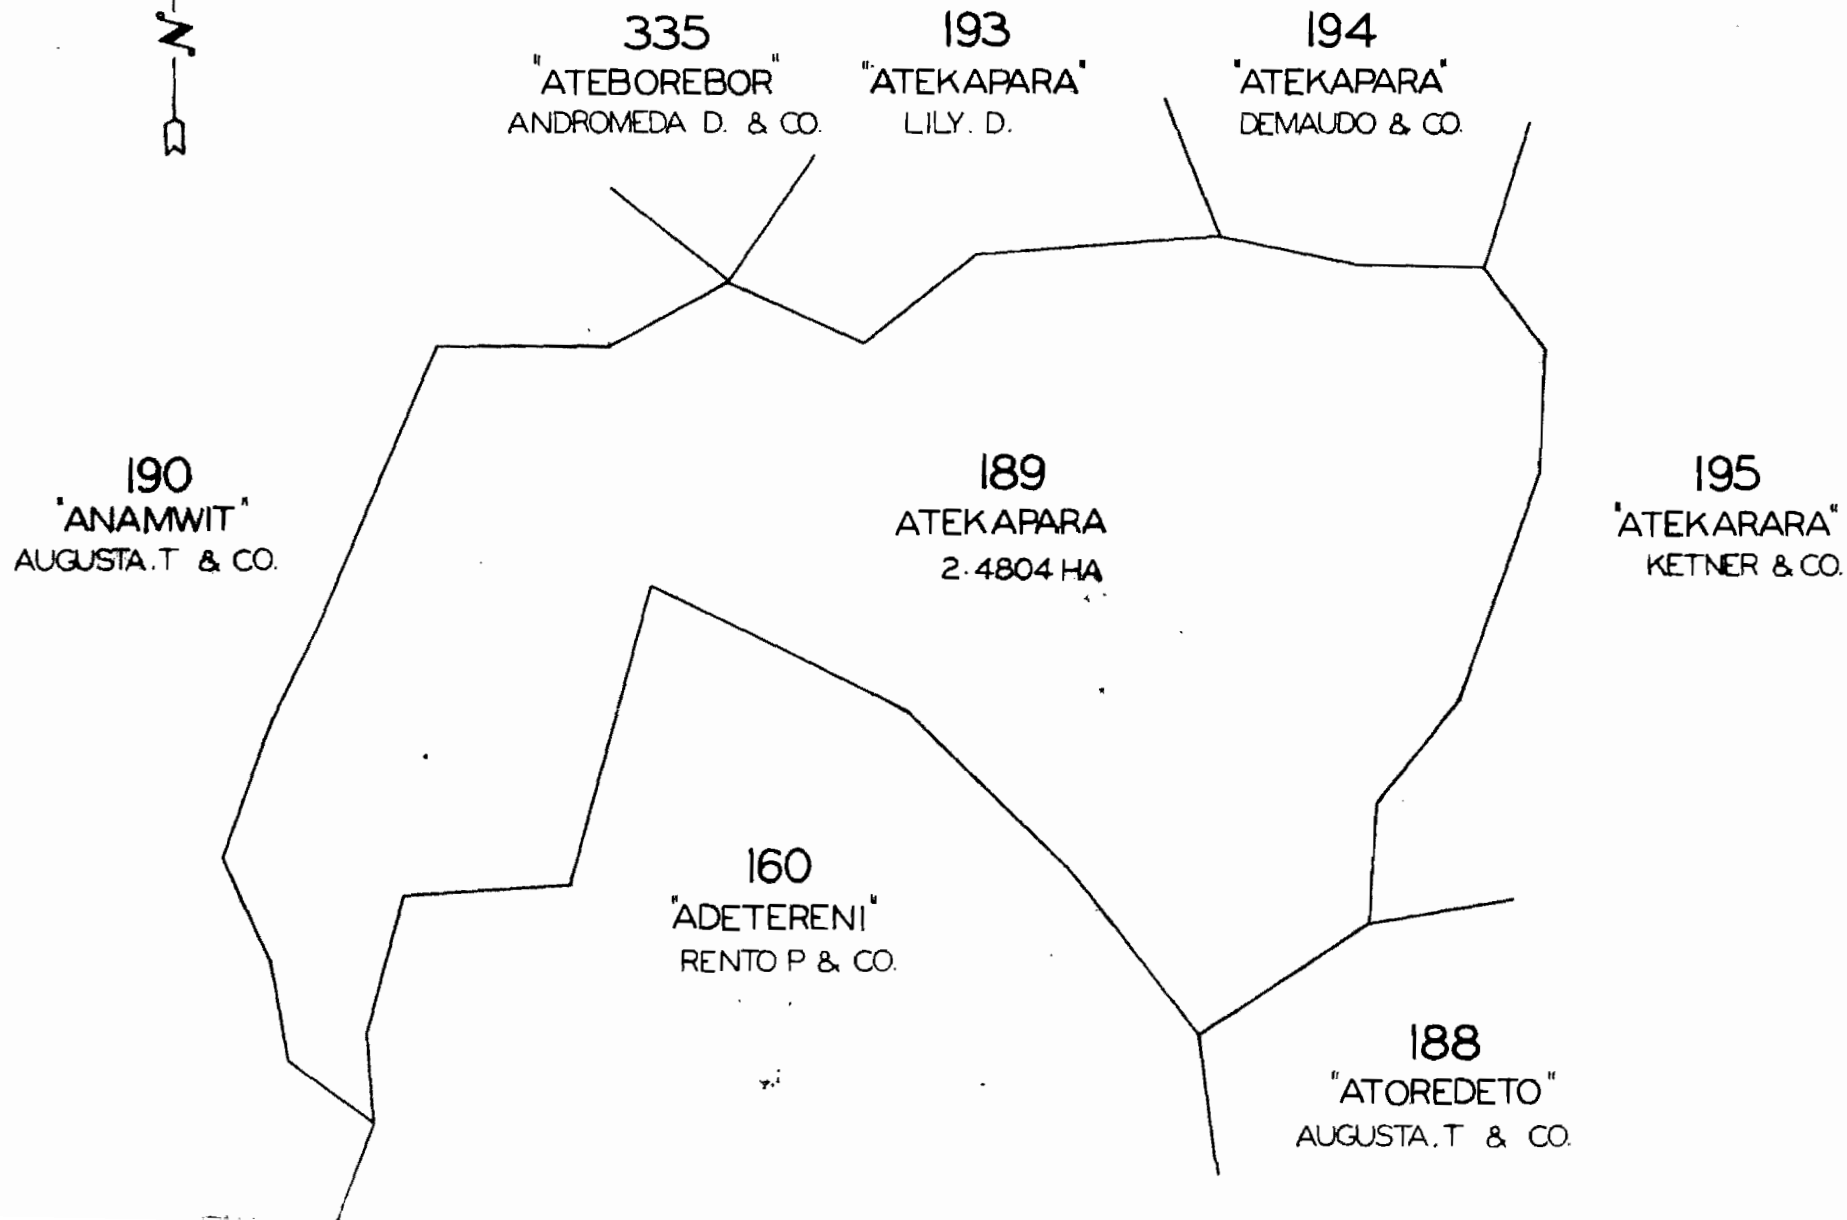 N
335
"ATEBOREBOR"
ANDROMEDA D. & CO.
193
"ATEKAPARA"
LILY. D.
194
"ATEKAPARA"
DEMAUDO & CO.
190
"ANAMWIT"
AUGUSTA.T & CO.
189
ATEKAPARA
2.4804 HA
195
"ATEKARARA"
KETNER & CO.
160
"ADETERENI"
RENTO P & CO.
188
"ATOREDETO"
AUGUSTA.T & CO.